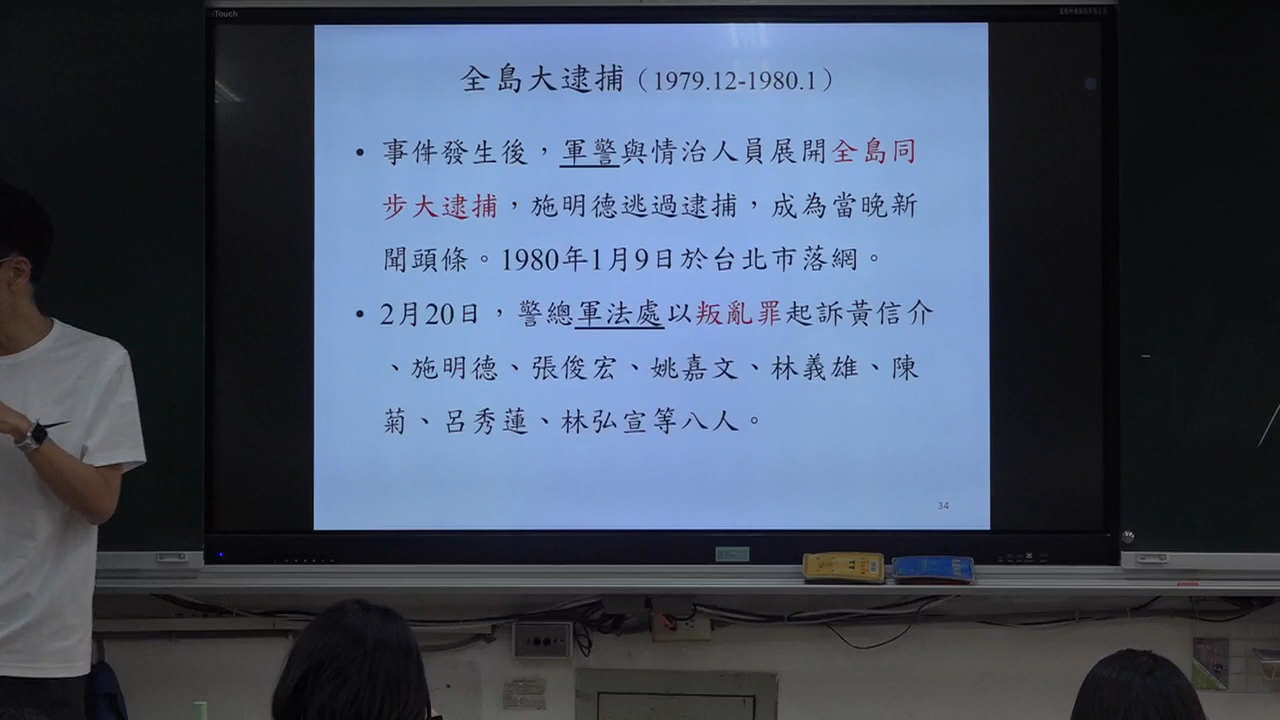 Touch
全島大逮捕（1979.12-1980.1）
• 事件發生後，軍警與情治人員展開全島同
步大逮捕，施明德逃過逮捕，成為當晚新
聞頭條。1980年1月9日於台北市落網。
• 2月20日，警總軍法處以叛亂罪起訴黃信介
、施明德、張俊宏、姚嘉文、林義雄、陳
菊、呂秀蓮、林弘宣等八人。
34